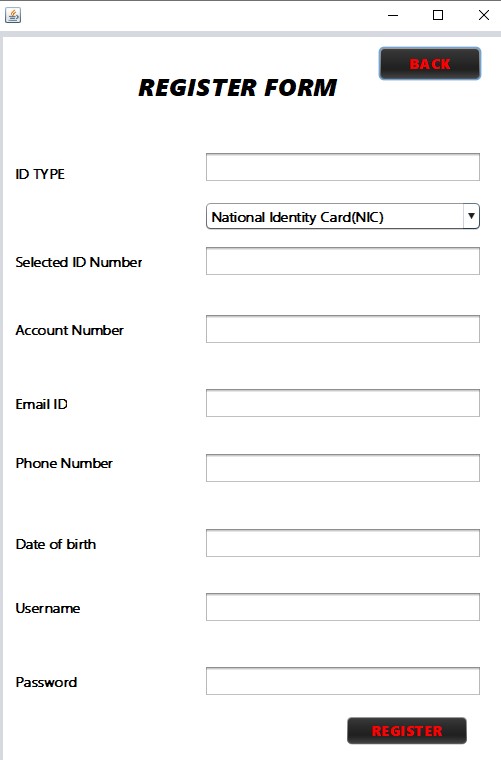 BACK
REGISTER FORM
ID TYPE
National Identity Card(NIC)
Selected ID Number
Account Number
Email ID
Phone Number
Date of birth
Username
Password
REGISTER